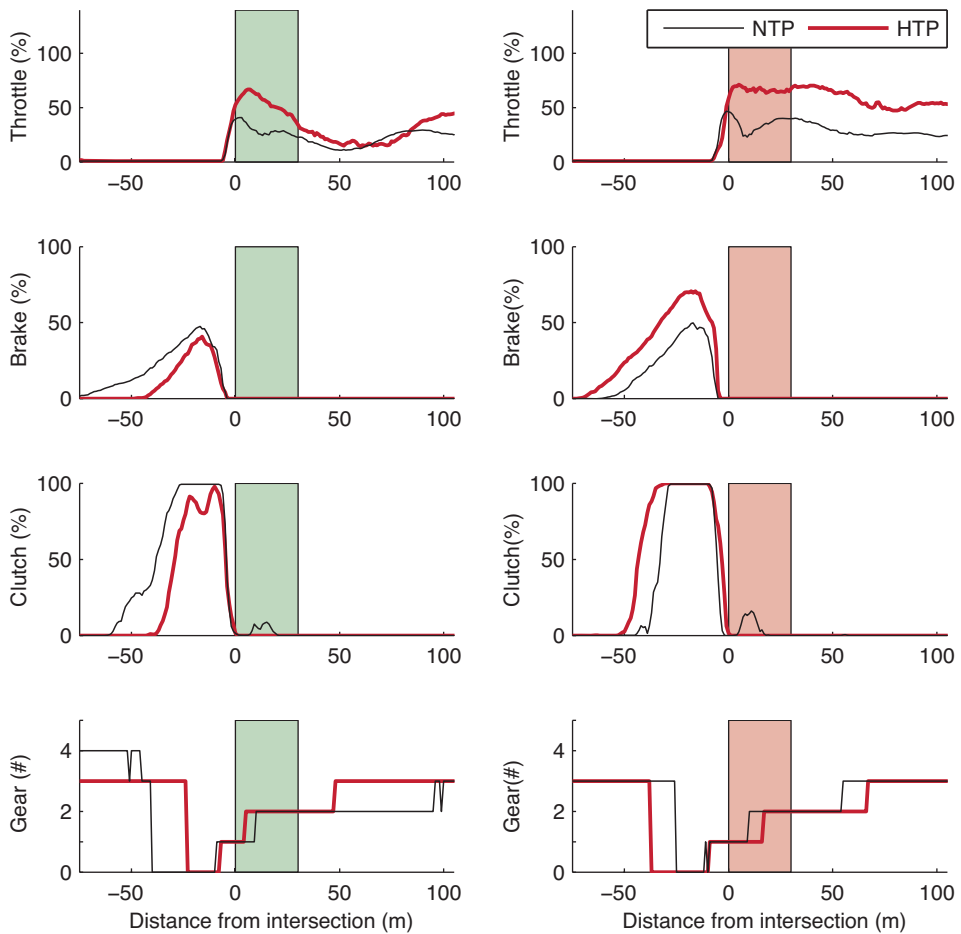 NTP HTP
Throttle (%)
100
50
0
−50 0 50 100
Throttle (%)
100
50
0
−50 0 50 100
Brake (%)
100
50
0
−50 0 50 100
Brake(%)
100
50
0
−50 0 50 100
Clutch (%)
100
50
0
−50 0 50 100
Clutch(%)
100
50
0
−50 0 50 100
Gear (#)
4
2
0
−50 0 50 100
Distance from intersection (m)
Gear(#)
4
2
0
−50 0 50 100
Distance from intersection (m)